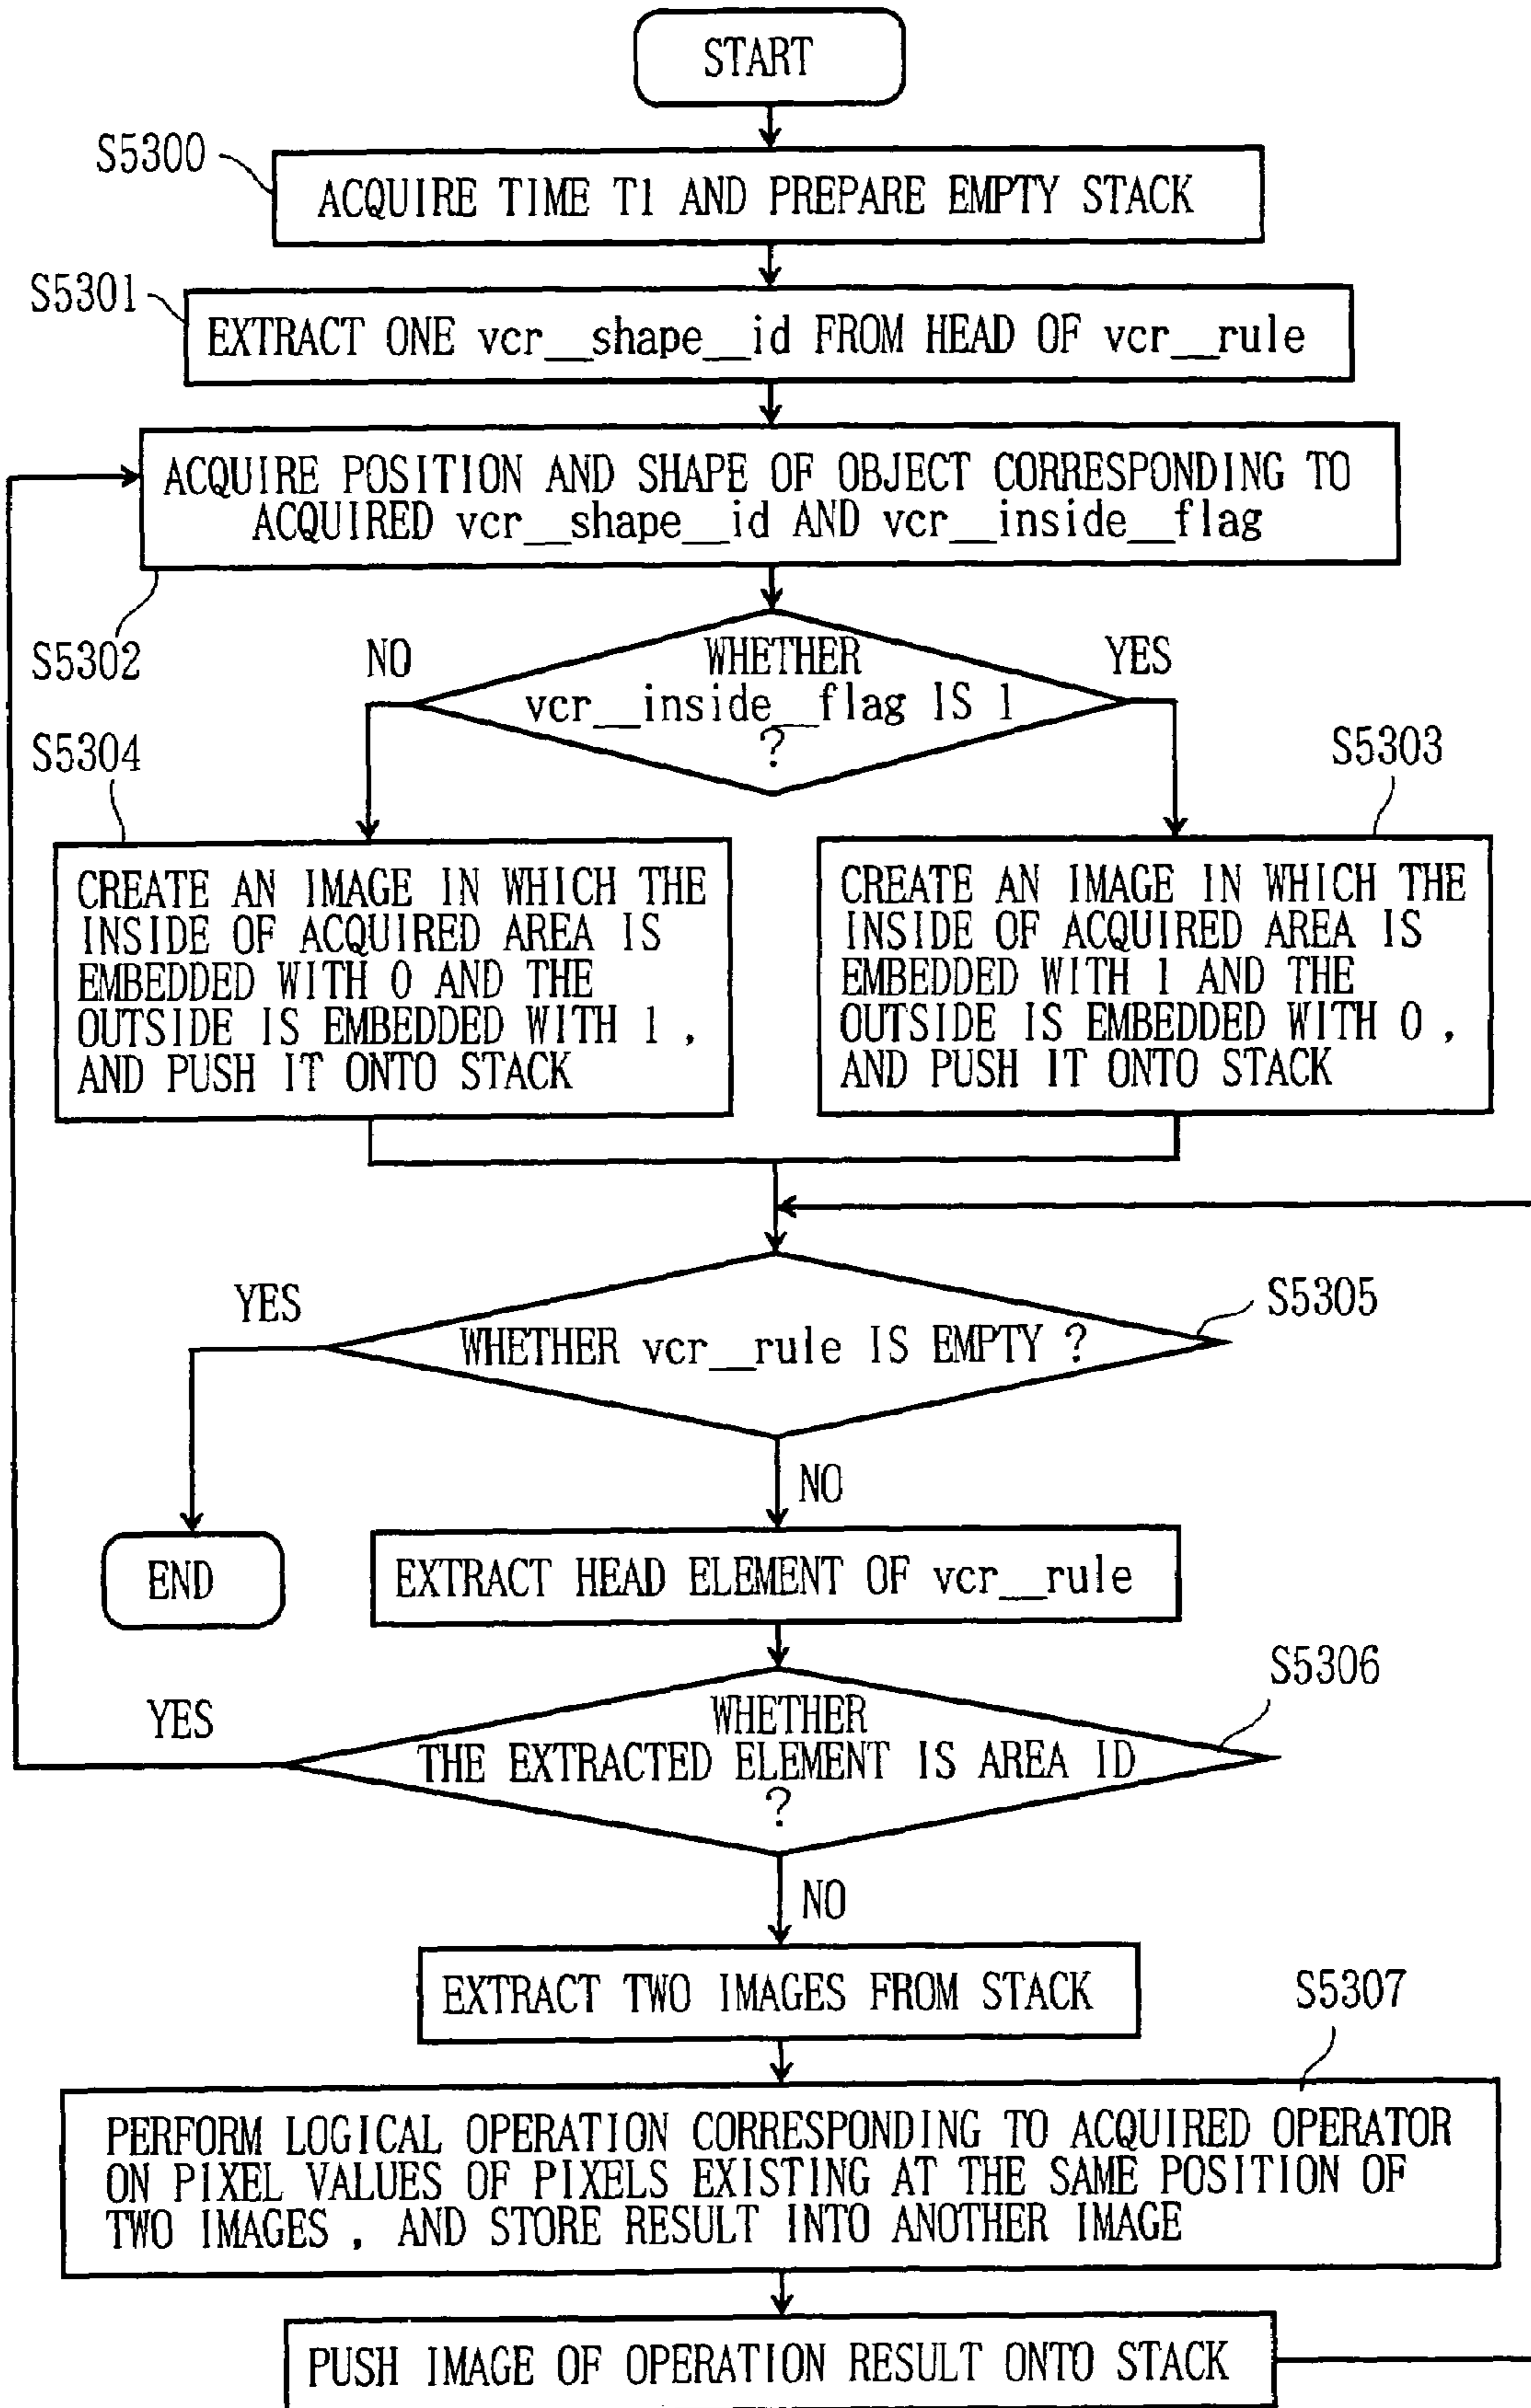 START
S5300
ACQUIRE TIME T1 AND PREPARE EMPTY STACK
S5301
EXTRACT ONE vcr__shape__id FROM HEAD OF vcr__rule
ACQUIRE POSITION AND SHAPE OF OBJECT CORRESPONDING TO
ACQUIRED vcr__shape__id AND vcr__inside__flag
S5302
NO
WHETHER
vcr__inside__flag IS 1
?
YES
S5304
S5303
CREATE AN IMAGE IN WHICH THE
INSIDE OF ACQUIRED AREA IS
EMBEDDED WITH 0 AND THE
OUTSIDE IS EMBEDDED WITH 1 ,
AND PUSH IT ONTO STACK
CREATE AN IMAGE IN WHICH THE
INSIDE OF ACQUIRED AREA IS
EMBEDDED WITH 1 AND THE
OUTSIDE IS EMBEDDED WITH 0 ,
AND PUSH IT ONTO STACK
YES
S5305
WHETHER vcr__rule IS EMPTY ?
NO
END
EXTRACT HEAD ELEMENT OF vcr__rule
S5306
YES
WHETHER
THE EXTRACTED ELEMENT IS AREA ID
?
NO
EXTRACT TWO IMAGES FROM STACK
S5307
PERFORM LOGICAL OPERATION CORRESPONDING TO ACQUIRED OPERATOR
ON PIXEL VALUES OF PIXELS EXISTING AT THE SAME POSITION OF
TWO IMAGES , AND STORE RESULT INTO ANOTHER IMAGE
PUSH IMAGE OF OPERATION RESULT ONTO STACK